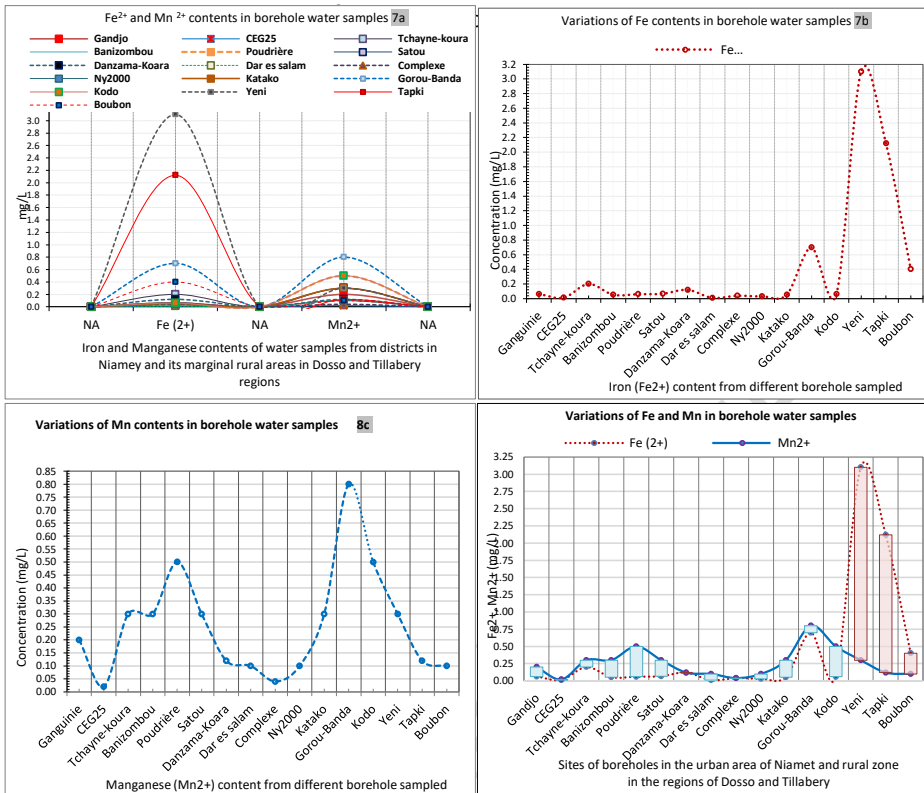 Fe²⁺ and Mn ²⁺ contents in borehole water samples 7a
Gandjo CEG25 Tchayne-koura
Banizombou Poudrière Satou
Danzama-Koara Dar es salam Complexe
Ny2000 Katako Gorou-Banda
Kodo Yeni Tapki
Boubon
mg/L
3.0
2.8
2.6
2.4
2.2
2.0
1.8
1.6
1.4
1.2
1.0
0.8
0.6
0.4
0.2
0.0
NA Fe (2+) NA Mn2+ NA
Iron and Manganese contents of water samples from districts in
Niamey and its marginal rural areas in Dosso and Tillabery
regions
Variations of Fe contents in borehole water samples 7b
Fe...
Concentration (mg/L)
3.2
3.0
2.8
2.6
2.4
2.2
2.0
1.8
1.6
1.4
1.2
1.0
0.8
0.6
0.4
0.2
0.0
Ganguinie
CEG25
Tchayne-koura
Banizombou
Poudrière
Satou
Danzama-Koara
Dar es salam
Complexe
Ny2000
Katako
Gorou-Banda
Kodo
Yeni
Tapki
Boubon
Iron (Fe2+) content from different borehole sampled
Variations of Mn contents in borehole water samples 8c
Concentration (mg/L)
0.85
0.80
0.75
0.70
0.65
0.60
0.55
0.50
0.45
0.40
0.35
0.30
0.25
0.20
0.15
0.10
0.05
0.00
Ganguinie
CEG25
Tchayne-koura
Banizombou
Poudrière
Satou
Danzama-Koara
Dar es salam
Complexe
Ny2000
Katako
Gorou-Banda
Kodo
Yeni
Tapki
Boubon
Manganese (Mn2+) content from different borehole sampled
Variations of Fe and Mn in borehole water samples
Fe (2+) Mn2+
Fe2+, Mn2+ (mg/L)
3.25
3.00
2.75
2.50
2.25
2.00
1.75
1.50
1.25
1.00
0.75
0.50
0.25
0.00
Gandjo
CEG25
Tchayne-koura
Banizombou
Poudrière
Satou
Danzama-Koara
Dar es salam
Complexe
Ny2000
Katako
Gorou-Banda
Kodo
Yeni
Tapki
Boubon
Sites of boreholes in the urban area of Niamet and rural zone
in the regions of Dosso and Tillabery